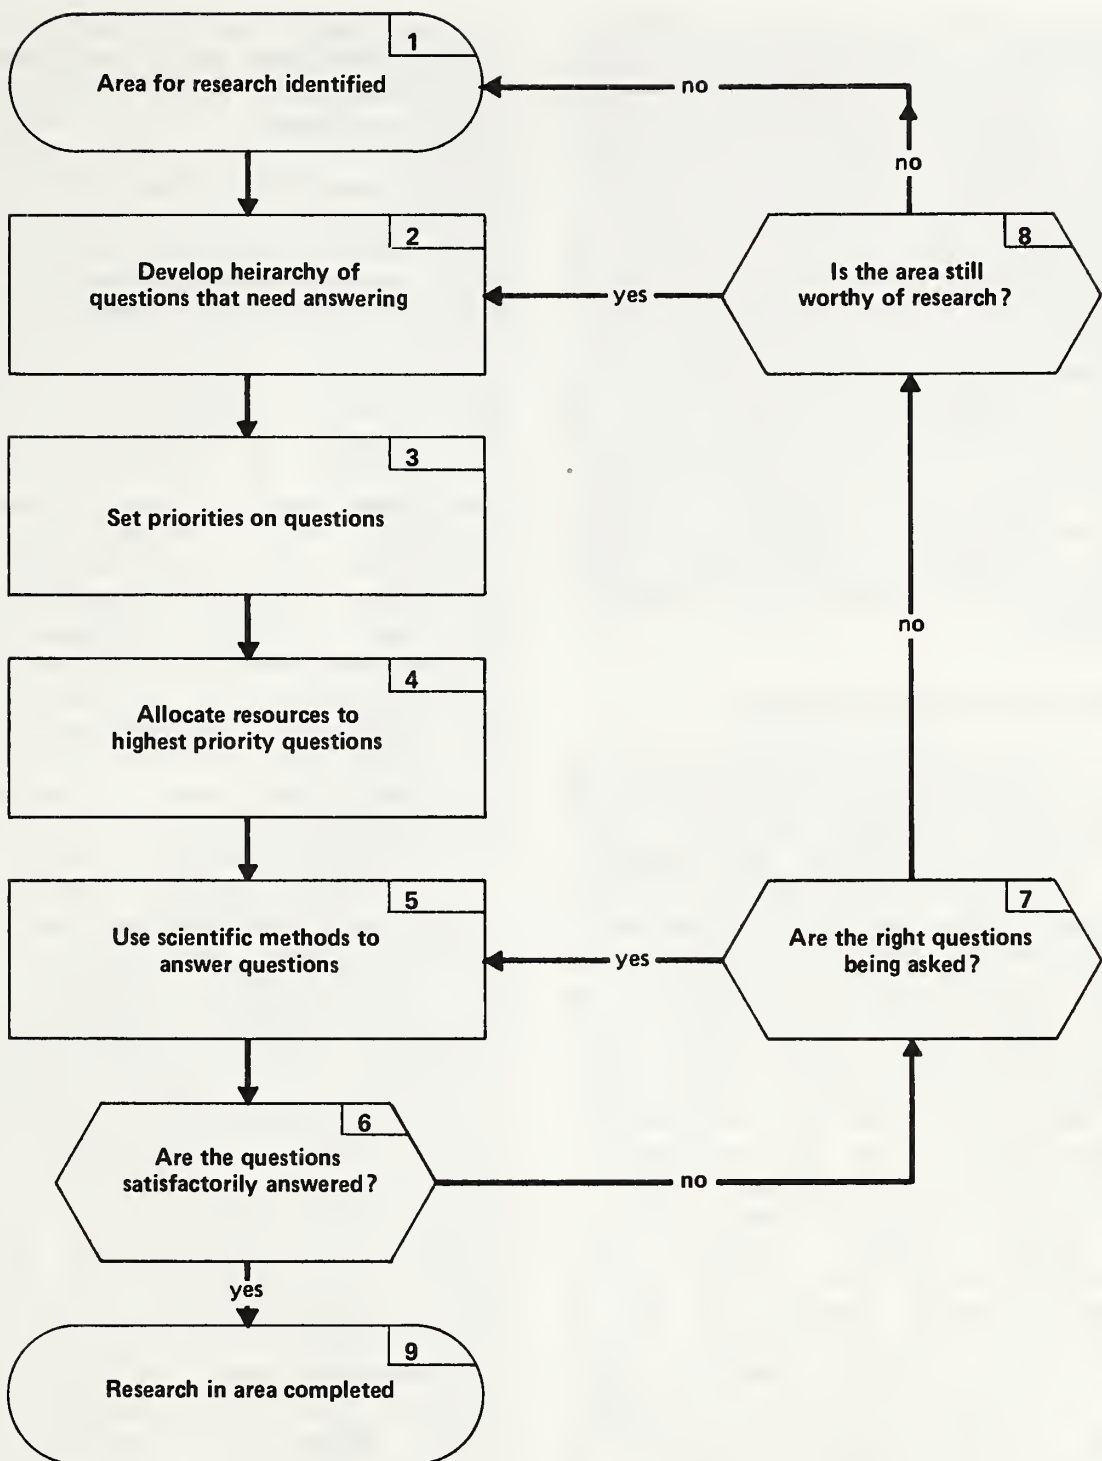 1
Area for research identified
no
no
2
Develop heirarchy of
questions that need answering
yes
8
Is the area still
worthy of research?
3
Set priorities on questions
no
4
Allocate resources to
highest priority questions
5
Use scientific methods to
answer questions
yes
7
Are the right questions
being asked?
6
Are the questions
satisfactorily answered?
no
yes
9
Research in area completed